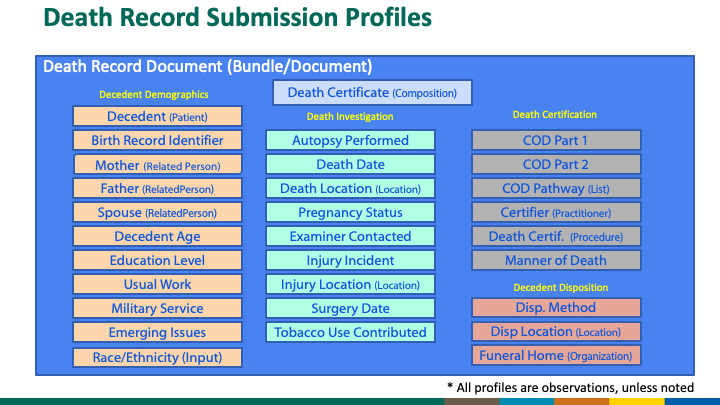 Death Record Submission Profiles
Death Record Document (Bundle/Document)
Death Certificate (Composition)
Decedent Demographics
Decedent (Patient)
Birth Record Identifier
Mother (Related Person)
Father (RelatedPerson)
Spouse (RelatedPerson)
Decedent Age
Education Level
Usual Work
Military Service
Emerging Issues
Race/Ethnicity (Input)
Death Investigation
Autopsy Performed
Death Date
Death Location (Location)
Pregnancy Status
Examiner Contacted
Injury Incident
Injury Location (Location)
Surgery Date
Tobacco Use Contributed
Death Certification
COD Part 1
COD Part 2
COD Pathway (List)
Certifier (Practitioner)
Death Certif. (Procedure)
Manner of Death
Decedent Disposition
Disp. Method
Disp Location (Location)
Funeral Home (Organization)
* All profiles are observations, unless noted